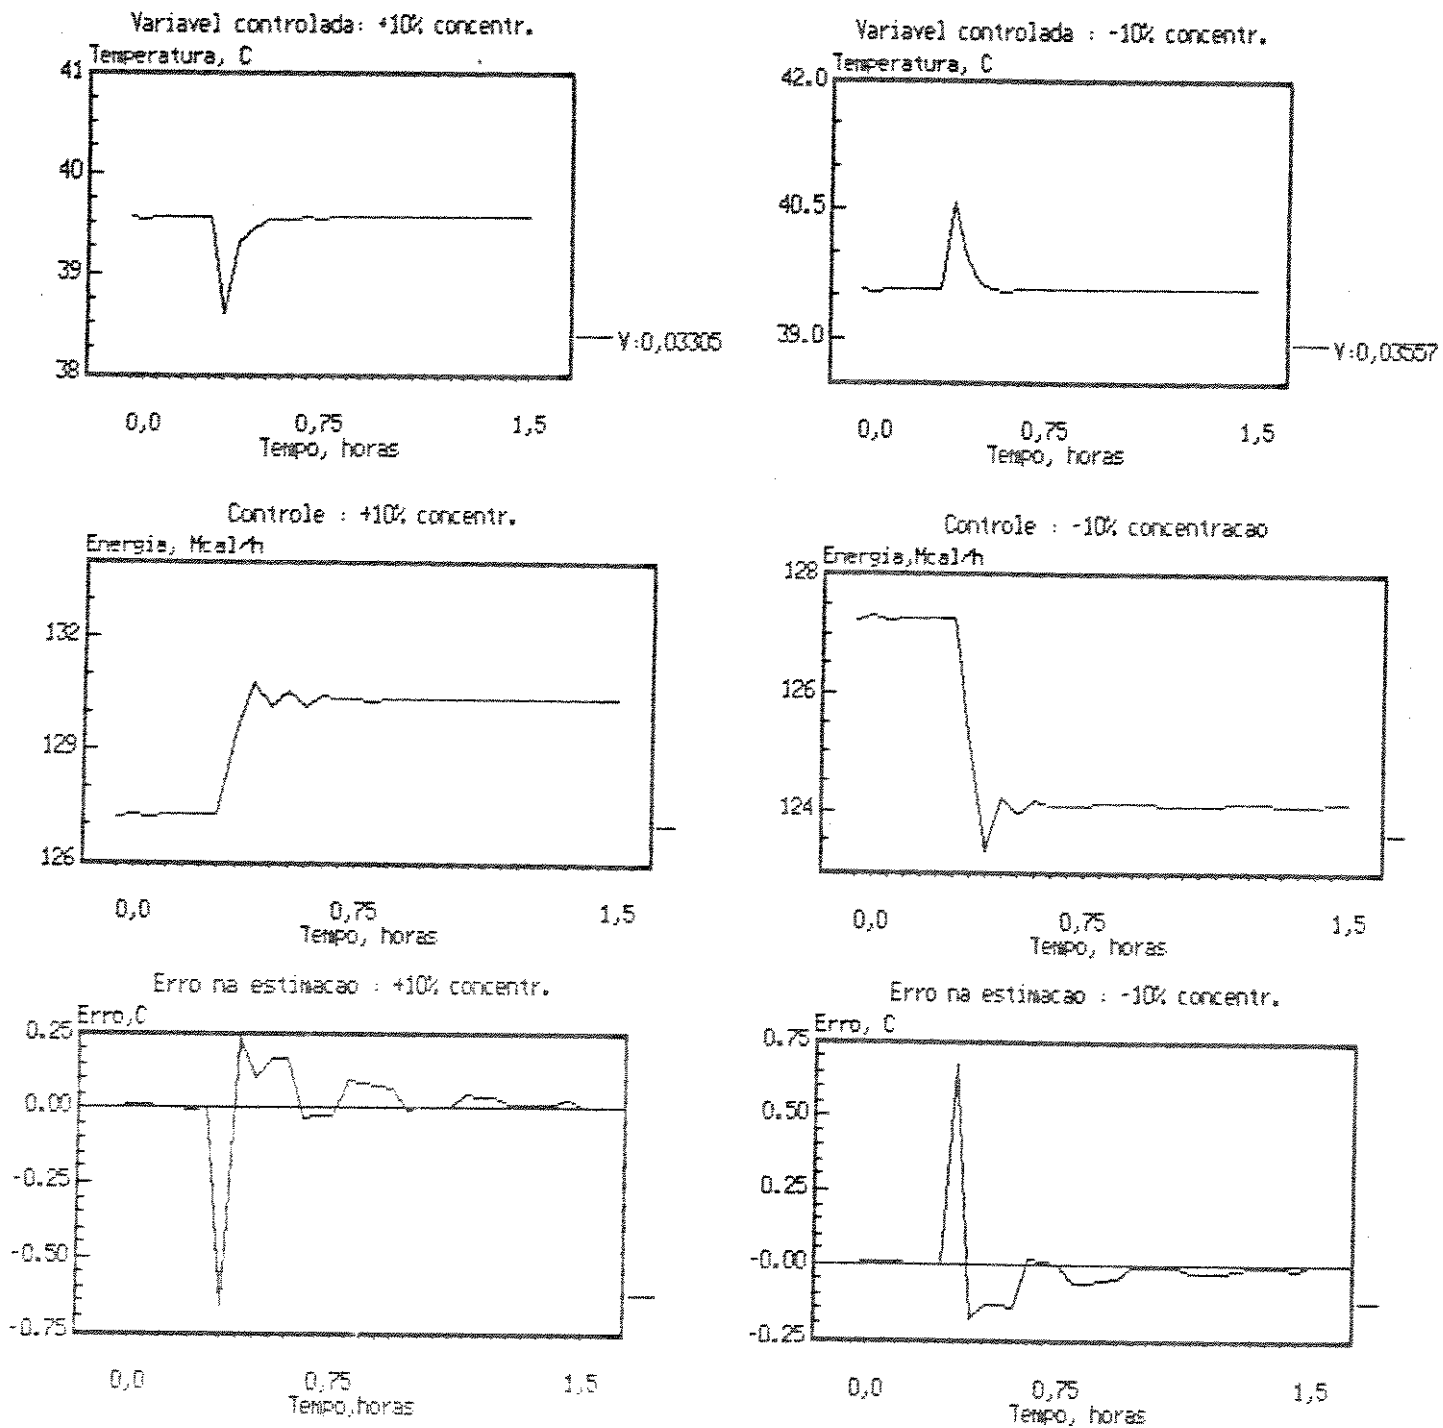 Variavel controlada: +10% concentr.
Temperatura, C
41
40
39
38
V:0,03305
0,0 0,75 1,5
Tempo, horas
Variavel controlada : -10% concentr.
Temperatura, C
42.0
40.5
39.0
V:0,03557
0,0 0,75 1,5
Tempo, horas
Controle : +10% concentr.
Energia, Mcal/h
132
129
126
0,0 0,75 1,5
Tempo, horas
Controle : -10% concentracao
Energia,Mcal/h
128
126
124
0,0 0,75 1,5
Tempo, horas
Erro na estimacao : +10% concentr.
Erro,C
0.25
0.00
-0.25
-0.50
-0.75
0,0 0,75 1,5
Tempo,horas
Erro na estimacao : -10% concentr.
Erro, C
0.75
0.50
0.25
-0.00
-0.25
0,0 0,75 1,5
Tempo, horas